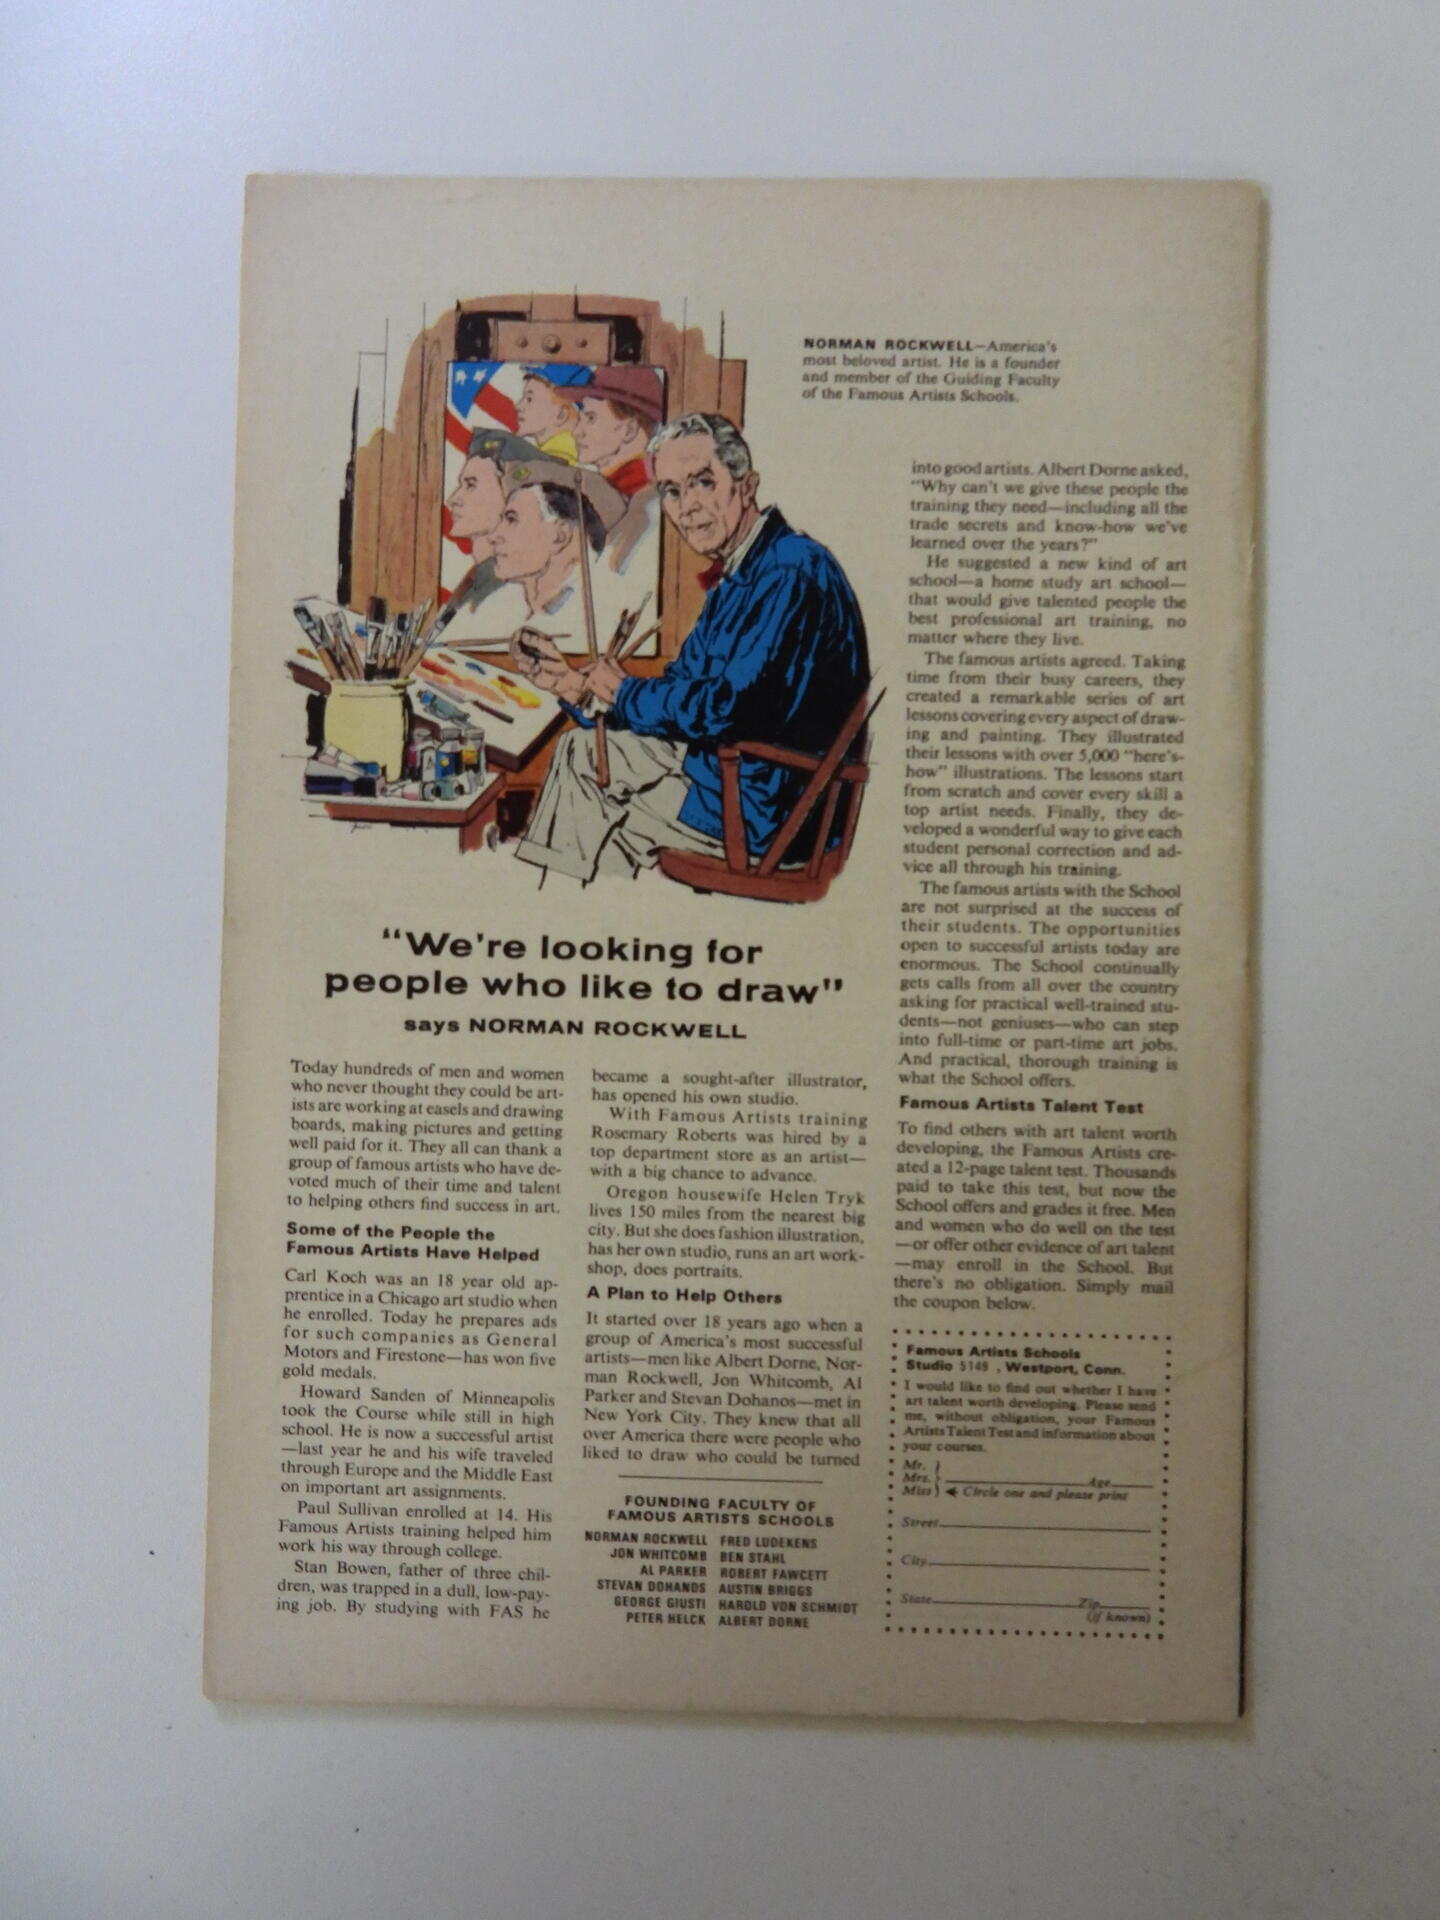 NORMAN ROCKWELL—America's
most beloved artist. He is a founder
and member of the Guiding Faculty
of the Famous Artists Schools.
"We're looking for
people who like to draw"
says NORMAN ROCKWELL
Today hundreds of men and women
who never thought they could be art-
ists are working at easels and drawing
boards, making pictures and getting
well paid for it. They all can thank a
group of famous artists who have de-
voted much of their time and talent
to helping others find success in art.
Some of the People the
Famous Artists Have Helped
Carl Koch was an 18 year old ap-
prentice in a Chicago art studio when
he enrolled. Today he prepares ads
for such companies as General
Motors and Firestone—has won five
gold medals.
Howard Sanden of Minneapolis
took the Course while still in high
school. He is now a successful artist
—last year he and his wife traveled
through Europe and the Middle East
on important art assignments.
Paul Sullivan enrolled at 14. His
Famous Artists training helped him
work his way through college.
Stan Bowen, father of three chil-
dren, was trapped in a dull, low-pay-
ing job. By studying with FAS he
became a sought-after illustrator,
has opened his own studio.
With Famous Artists training
Rosemary Roberts was hired by a
top department store as an artist—
with a big chance to advance.
Oregon housewife Helen Tryk
lives 150 miles from the nearest big
city. But she does fashion illustration,
has her own studio, runs an art work-
shop, does portraits.
A Plan to Help Others
It started over 18 years ago when a
group of America's most successful
artists—men like Albert Dorne, Nor-
man Rockwell, Jon Whitcomb, Al
Parker and Stevan Dohanos—met in
New York City. They knew that all
over America there were people who
liked to draw who could be turned
FOUNDING FACULTY OF
FAMOUS ARTISTS SCHOOLS
NORMAN ROCKWELL FRED LUDEKENS
JON WHITCOMB BEN STAHL
AL PARKER ROBERT FAWCETT
STEVAN DOHANOS AUSTIN BRIGGS
GEORGE GIUSTI HAROLD VON SCHMIDT
PETER HELCK ALBERT DORNE
into good artists. Albert Dorne asked,
"Why can't we give these people the
training they need—including all the
trade secrets and know-how we've
learned over the years?"
He suggested a new kind of art
school—a home study art school—
that would give talented people the
best professional art training, no
matter where they live.
The famous artists agreed. Taking
time from their busy careers, they
created a remarkable series of art
lessons covering every aspect of draw-
ing and painting. They illustrated
their lessons with over 5,000 "here's-
how" illustrations. The lessons start
from scratch and cover every skill a
top artist needs. Finally, they de-
veloped a wonderful way to give each
student personal correction and ad-
vice all through his training.
The famous artists with the School
are not surprised at the success of
their students. The opportunities
open to successful artists today are
enormous. The School continually
gets calls from all over the country
asking for practical well-trained stu-
dents—not geniuses—who can step
into full-time or part-time art jobs.
And practical, thorough training is
what the School offers.
Famous Artists Talent Test
To find others with art talent worth
developing, the Famous Artists cre-
ated a 12-page talent test. Thousands
paid to take this test, but now the
School offers and grades it free. Men
and women who do well on the test
—or offer other evidence of art talent
—may enroll in the School. But
there's no obligation. Simply mail
the coupon below.
Famous Artists Schools
Studio 5149 , Westport, Conn.
I would like to find out whether I have
art talent worth developing. Please send
me, without obligation, your Famous
Artists Talent Test and information about
your courses.
Mr.
Mrs. Age
Miss Circle one and please print
Street
City
State Zip
(if known)